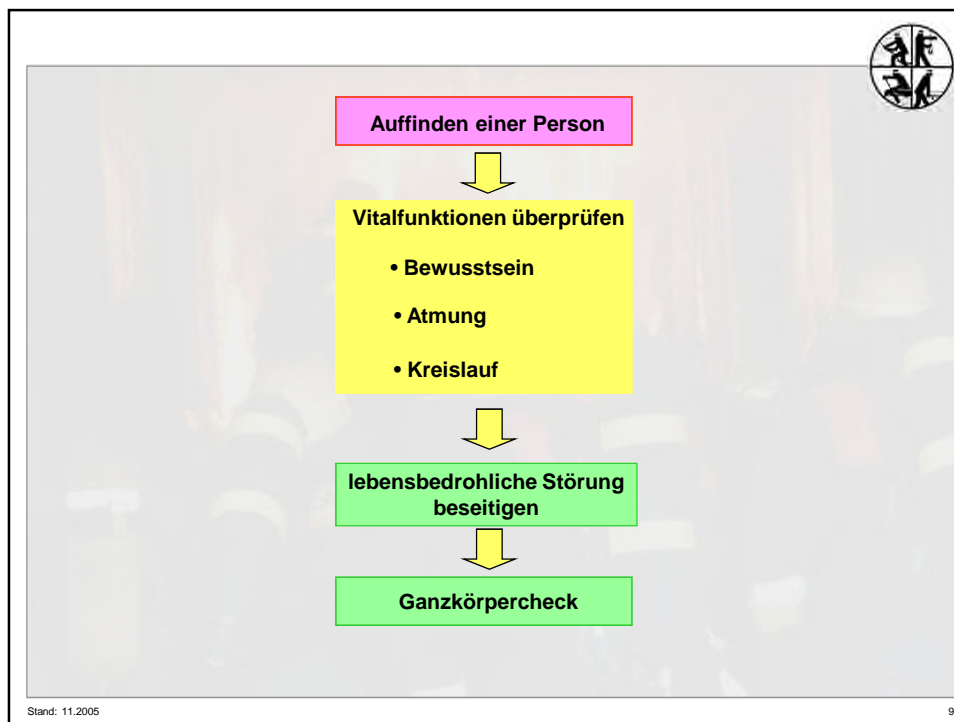 Auffinden einer Person
Vitalfunktionen überprüfen
• Bewusstsein
• Atmung
• Kreislauf
lebensbedrohliche Störung
beseitigen
Ganzkörpercheck
Stand: 11.2005
9